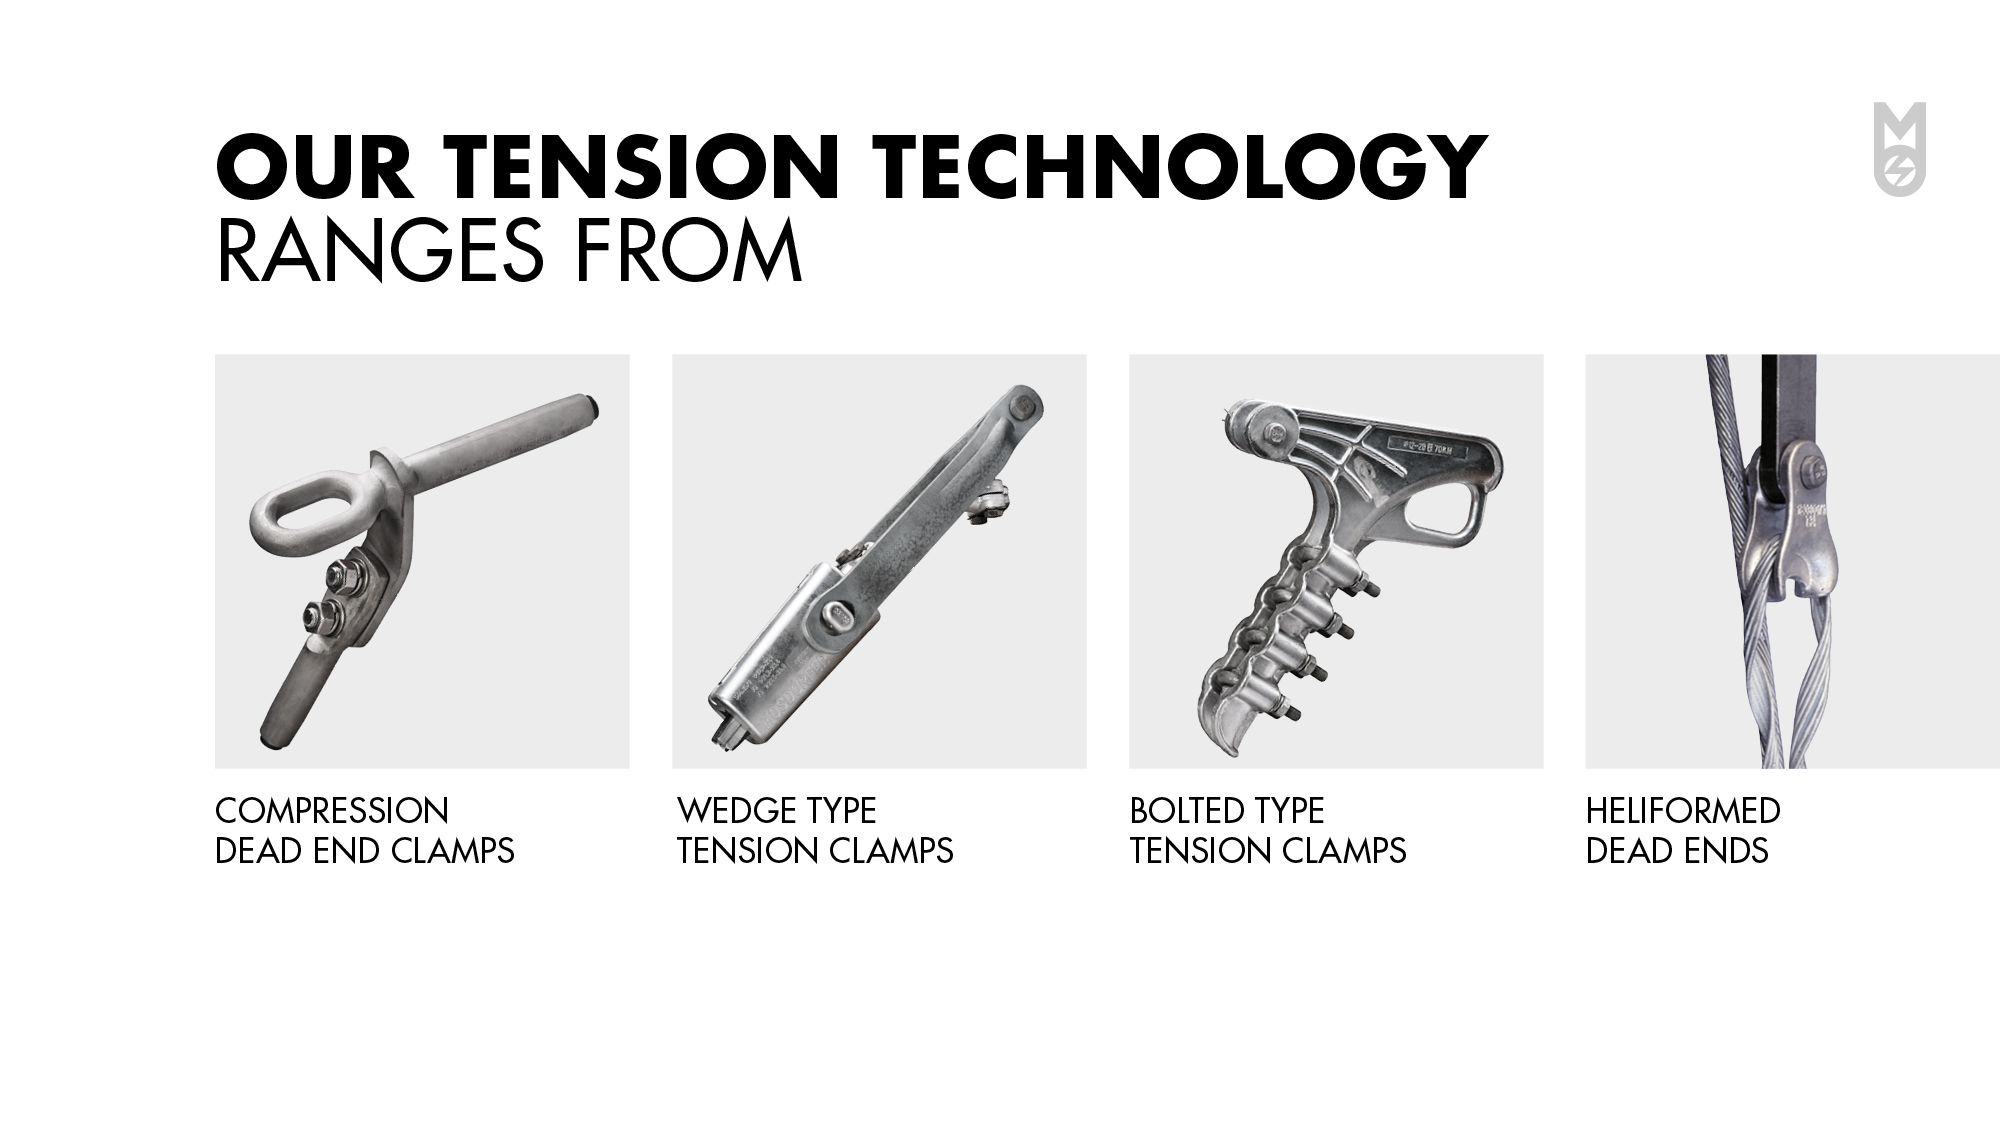 OUR TENSION TECHNOLOGY
RANGES FROM
COMPRESSION
DEAD END CLAMPS
WEDGE TYPE
TENSION CLAMPS
BOLTED TYPE
TENSION CLAMPS
HELIFORMED
DEAD ENDS